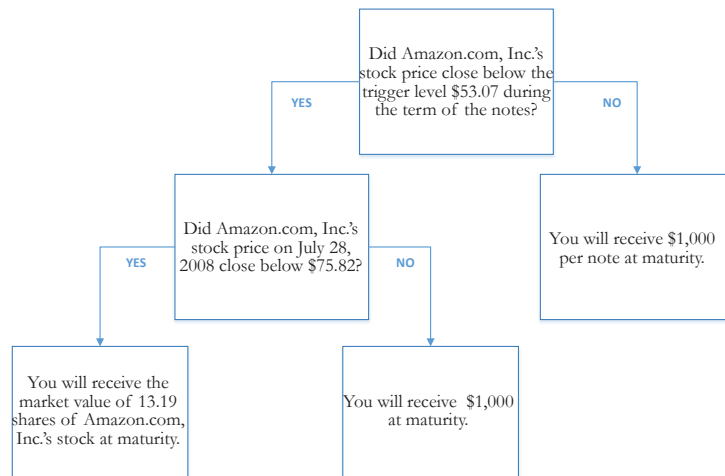 Did Amazon.com, Inc.'s
stock price close below the
trigger level $53.07 during
the term of the notes?
YES
NO
Did Amazon.com, Inc.'s
stock price on July 28,
2008 close below $75.82?
You will receive $1,000
per note at maturity.
YES
NO
You will receive the
market value of 13.19
shares of Amazon.com,
Inc.'s stock at maturity.
You will receive $1,000
at maturity.